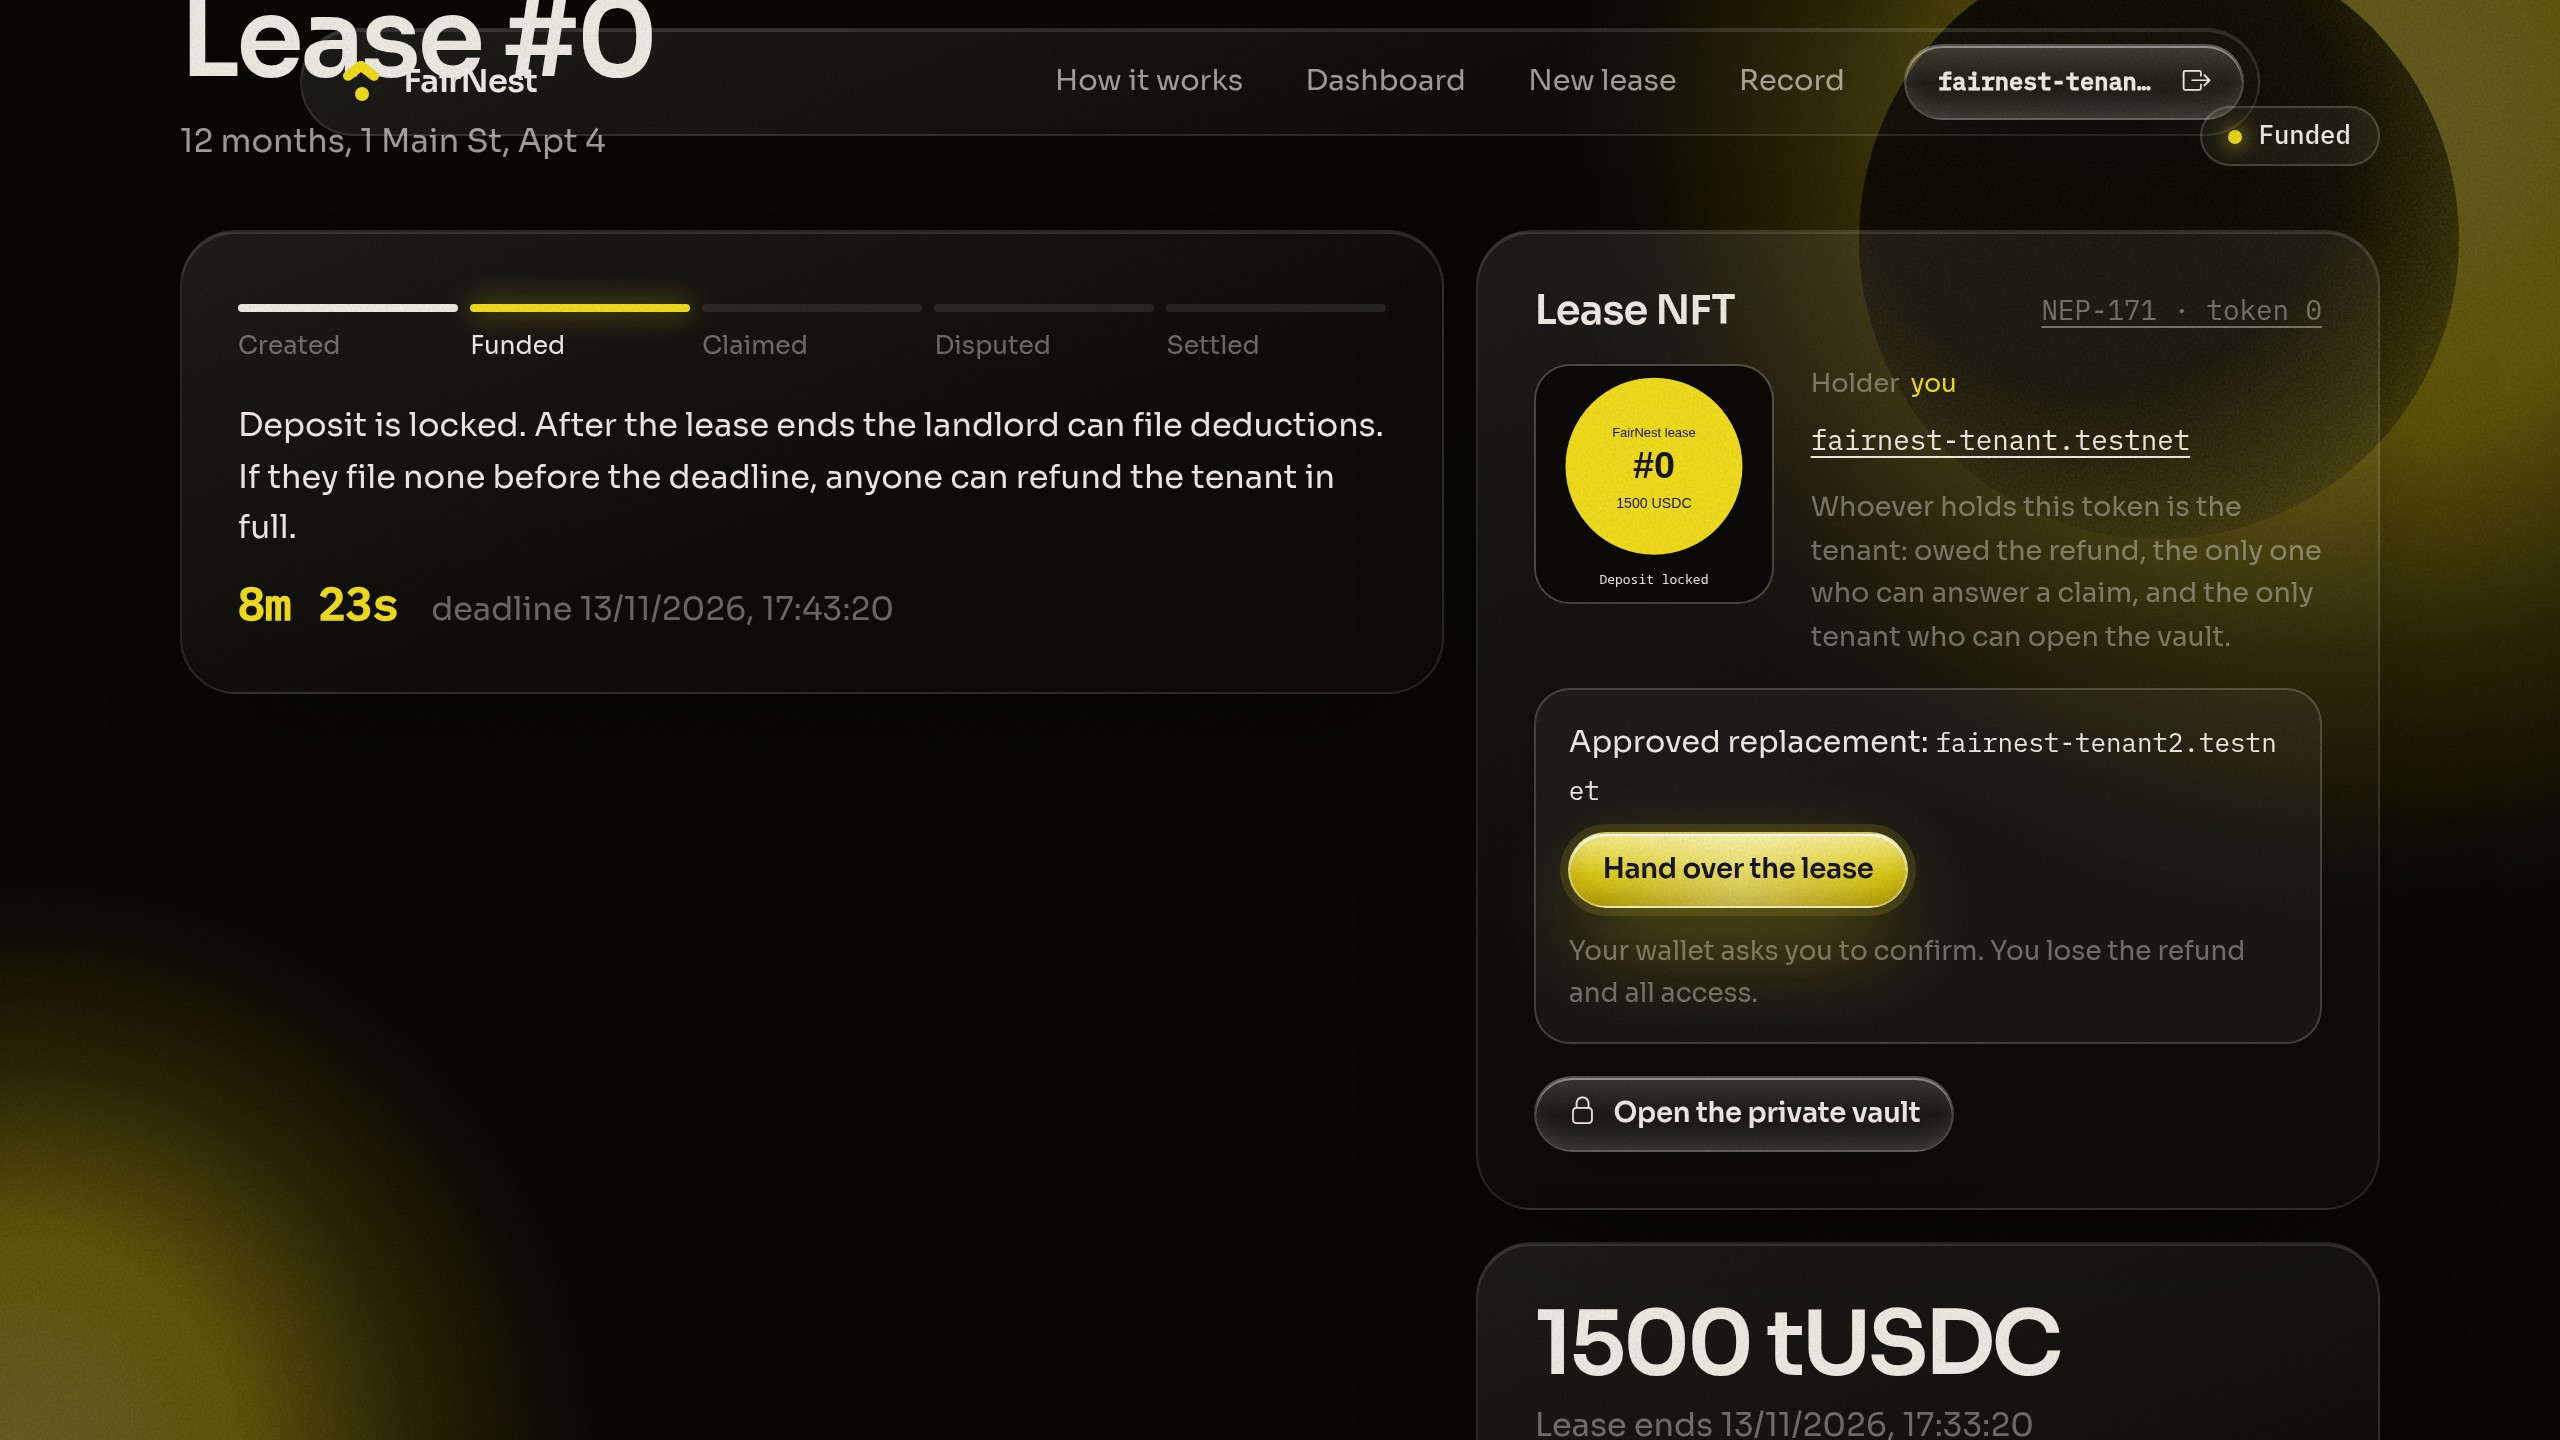 Lease #0
FairNest
How it works
Dashboard
New lease
Record
fairnest-tenan…
12 months, 1 Main St, Apt 4
Funded
Created
Funded
Claimed
Disputed
Settled
Deposit is locked. After the lease ends the landlord can file deductions.
If they file none before the deadline, anyone can refund the tenant in
full.
8m 23s deadline 13/11/2026, 17:43:20
Lease NFT
NEP-171 · token 0
FairNest lease
#0
1500 USDC
Deposit locked
Holder you
fairnest-tenant.testnet
Whoever holds this token is the
tenant: owed the refund, the only one
who can answer a claim, and the only
tenant who can open the vault.
Approved replacement: fairnest-tenant2.testn
et
Hand over the lease
Your wallet asks you to confirm. You lose the refund
and all access.
Open the private vault
1500 tUSDC
Lease ends 13/11/2026, 17:33:20